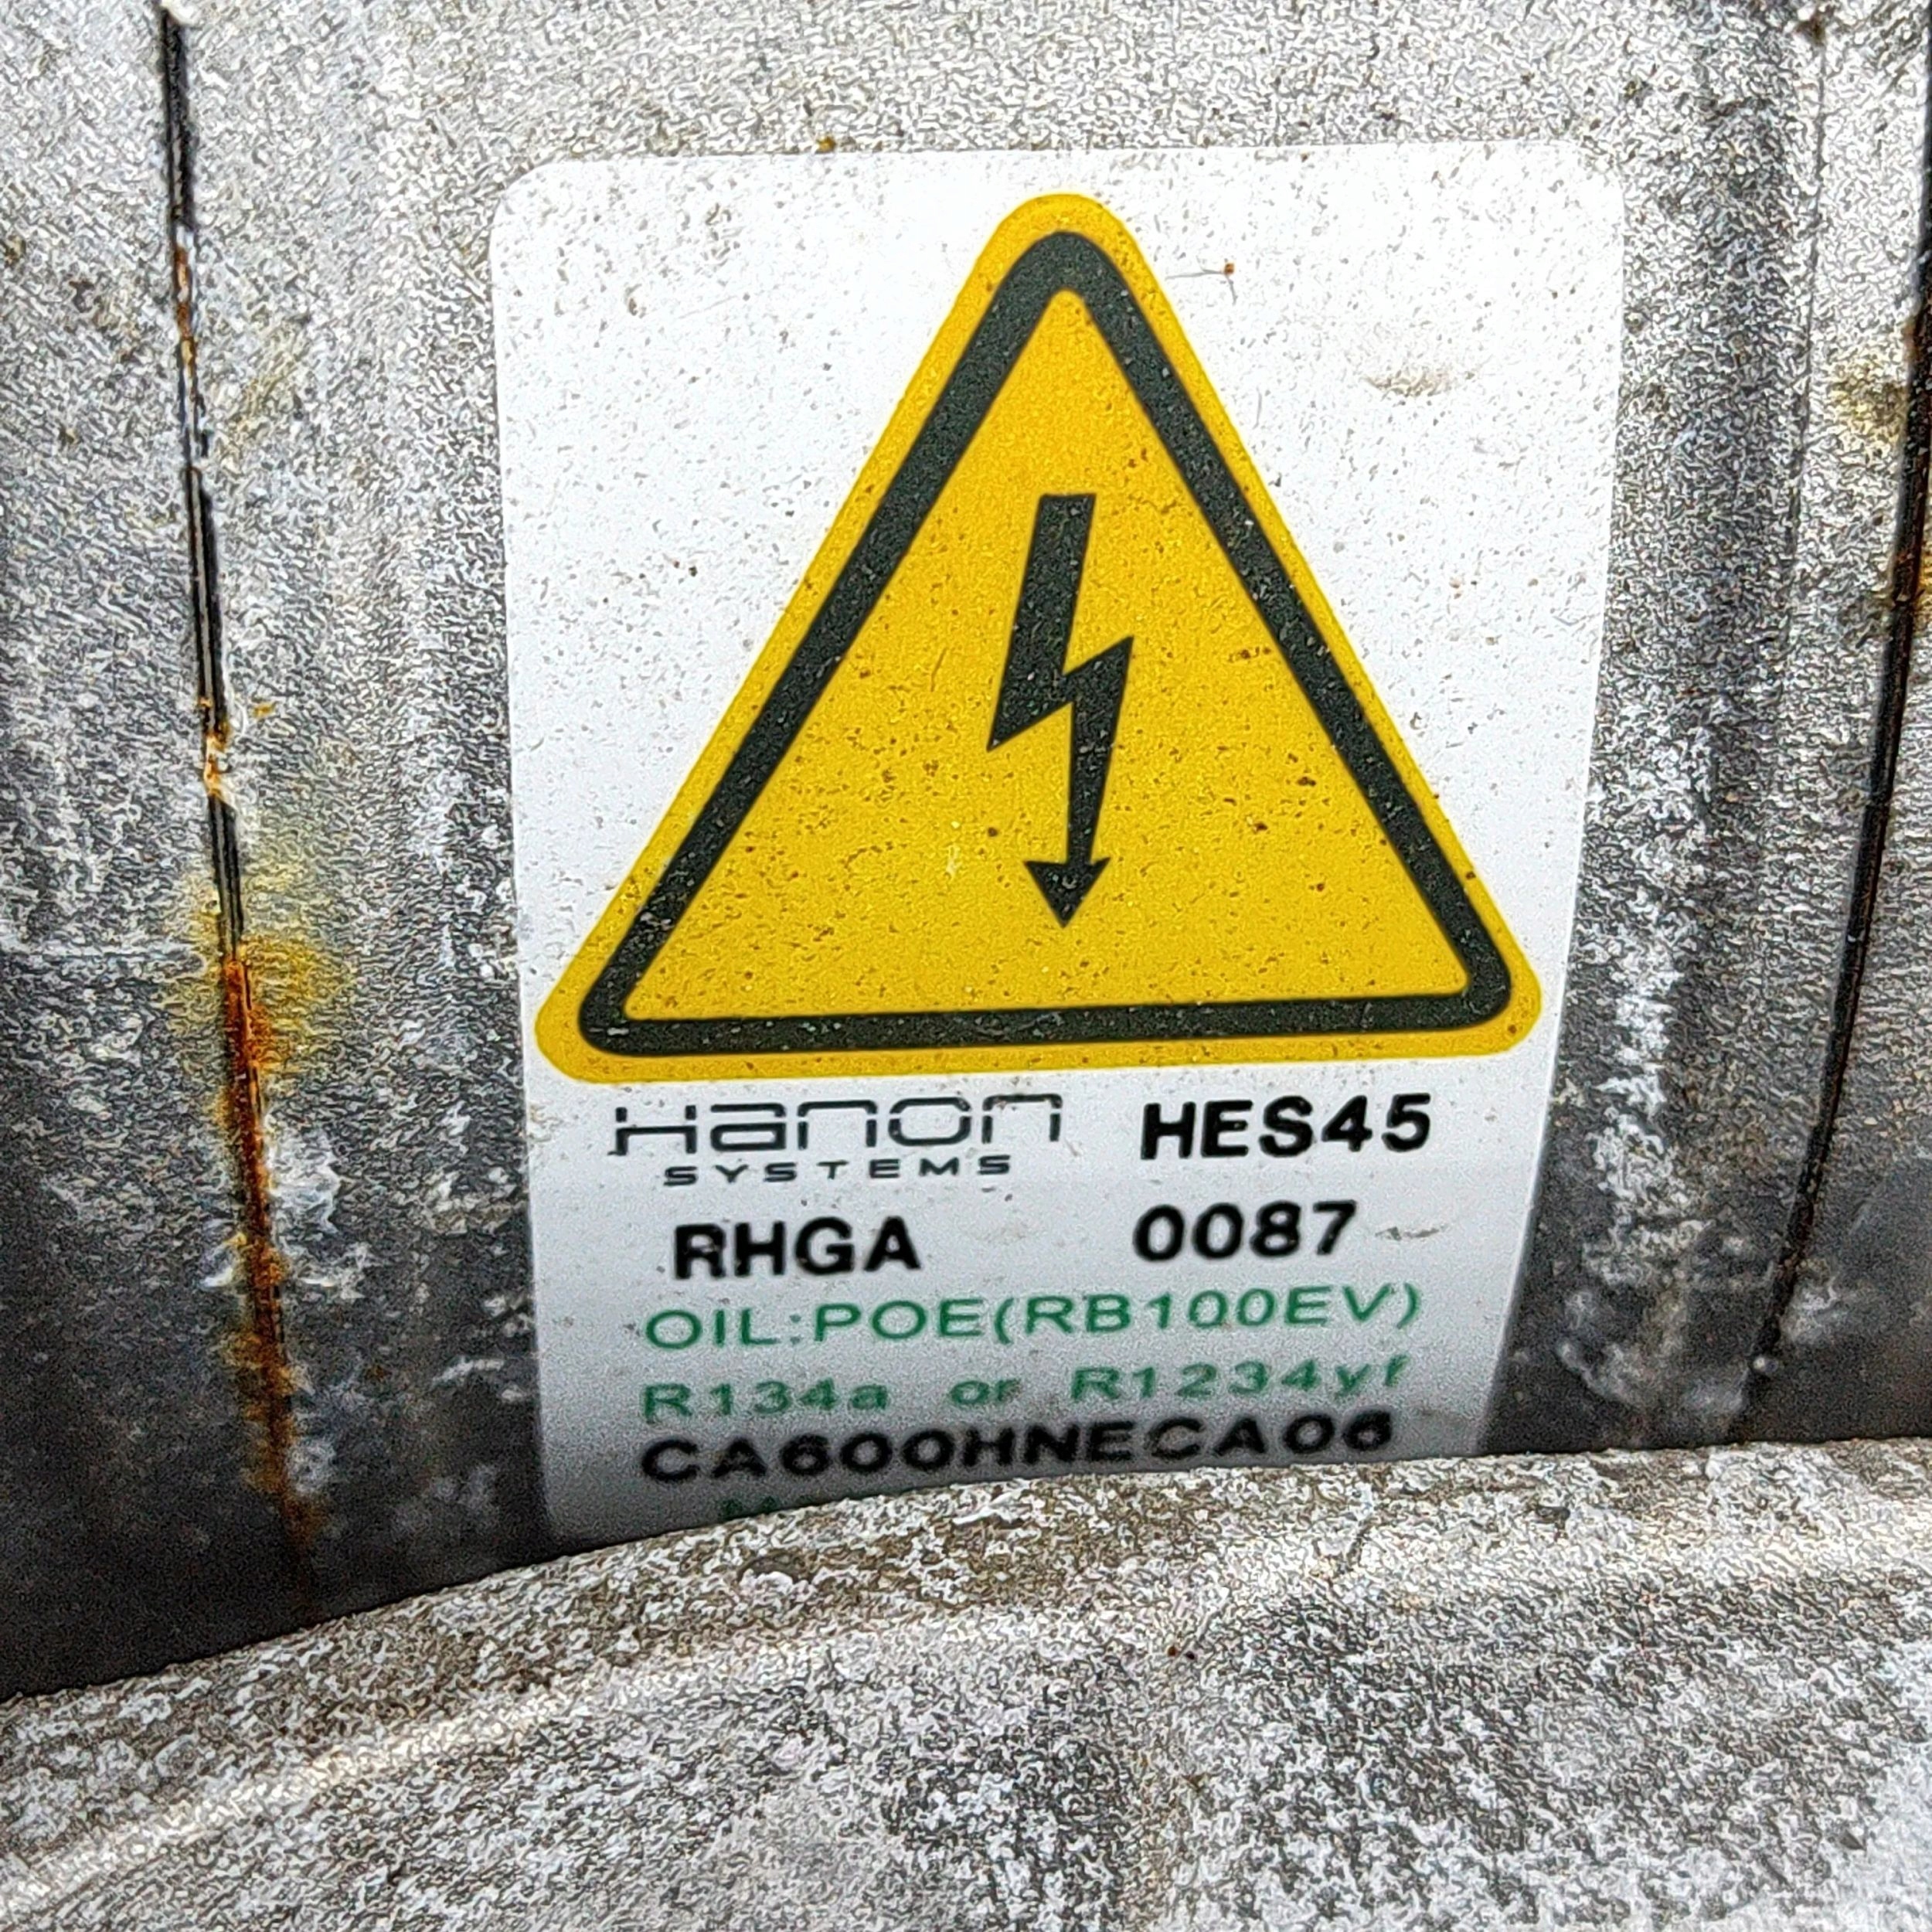 Hanon HES45
SYSTEMS
RHGA 0087
OIL:POE(RB100EV)
R134a or R1234yf
CA600HNECA06